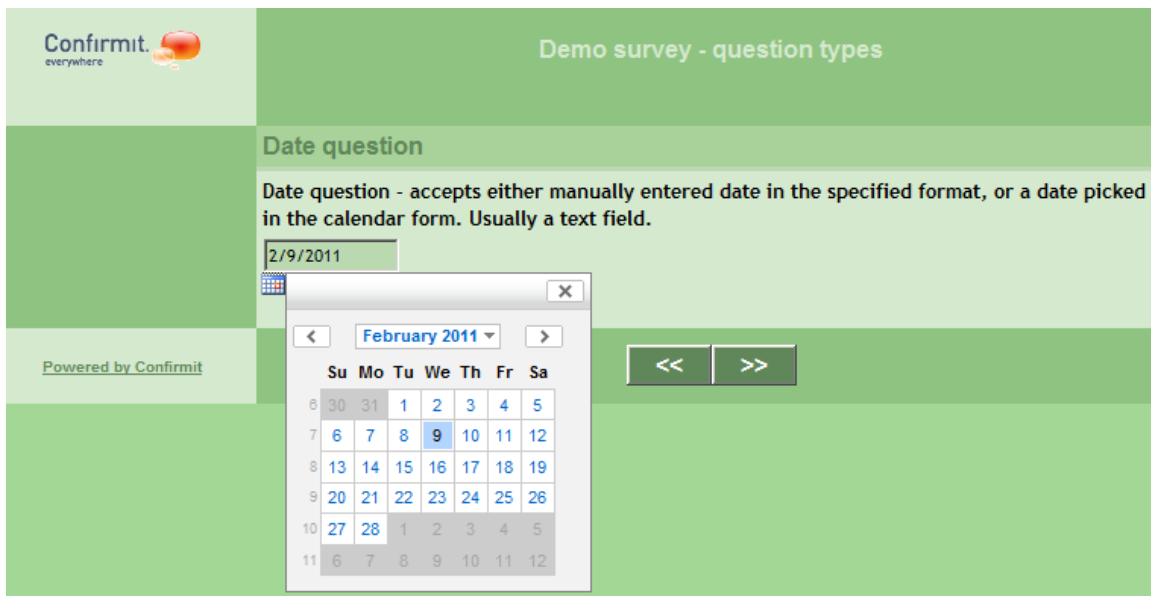 Confirmit.
everywhere
Demo survey - question types
Date question
Date question - accepts either manually entered date in the specified format, or a date picked
in the calendar form. Usually a text field.
2/9/2011
February 2011
Su Mo Tu We Th Fr Sa
6 30 31 1 2 3 4 5
7 6 7 8 9 10 11 12
8 13 14 15 16 17 18 19
9 20 21 22 23 24 25 26
10 27 28 1 2 3 4 5
11 6 7 8 9 10 11 12
Powered by Confirmit
<< >>